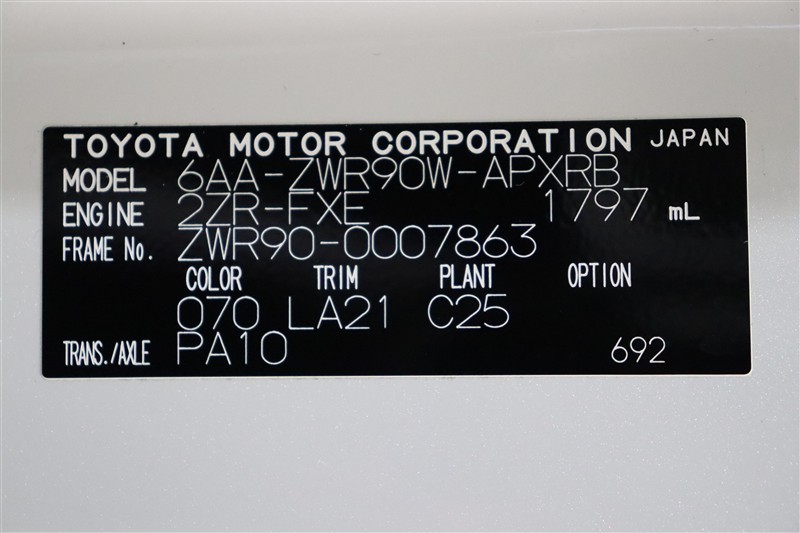 TOYOTA MOTOR CORPORATION JAPAN
MODEL 6AA-ZWR90W-APXRB
ENGINE 2ZR-FXE 1797 mL
FRAME No. ZWR90-0007863
COLOR TRIM PLANT OPTION
070 LA21 C25
TRANS./AXLE PA10 692